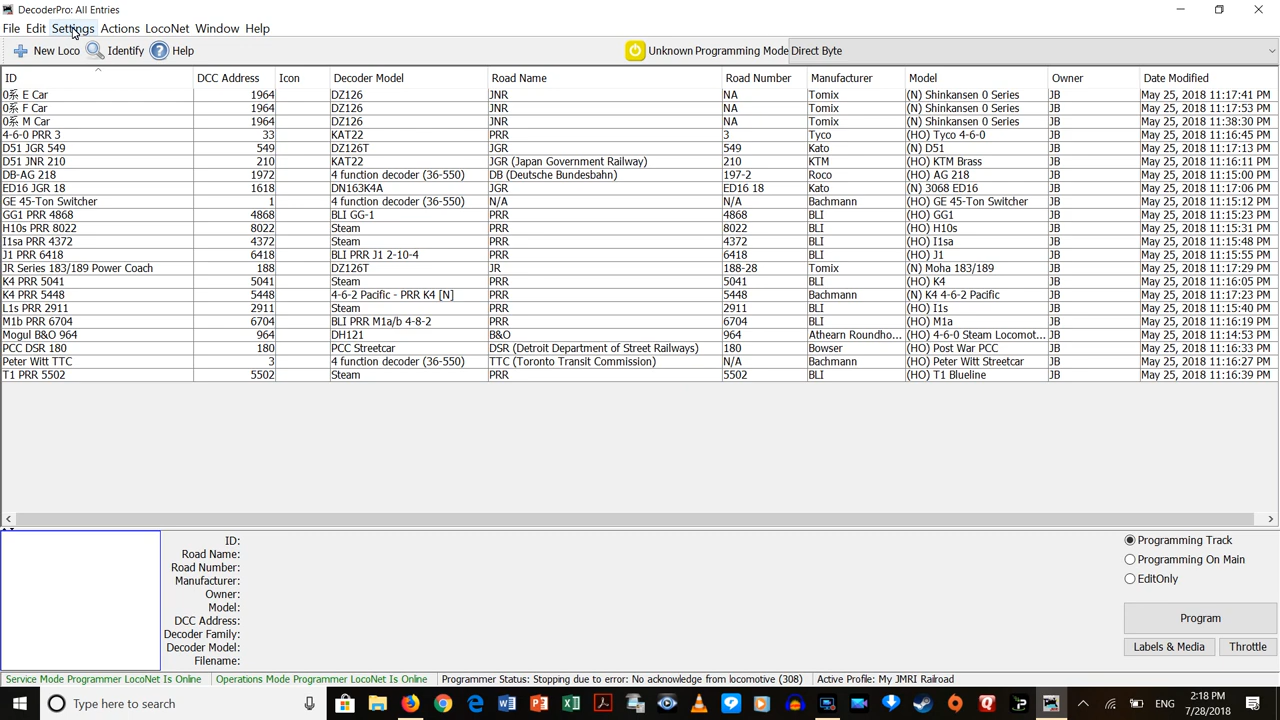 DecoderPro: All Entries
File Edit Settings Actions LocoNet Window Help
New Loco Identify Help Unknown Programming Mode Direct Byte
ID DCC Address Icon Decoder Model Road Name Road Number Manufacturer Model Owner Date Modified
0系 E Car 1964 DZ126 JNR NA Tomix (N) Shinkansen 0 Series JB May 25, 2018 11:17:41 PM
0系 F Car 1964 DZ126 JNR NA Tomix (N) Shinkansen 0 Series JB May 25, 2018 11:17:53 PM
0系 M Car 1964 DZ126 JNR NA Tomix (N) Shinkansen 0 Series JB May 25, 2018 11:38:30 PM
4-6-0 PRR 3 33 KAT22 PRR 3 Tyco (HO) Tyco 4-6-0 JB May 25, 2018 11:16:45 PM
D51 JGR 549 549 DZ126T JGR 549 Kato (N) D51 JB May 25, 2018 11:17:13 PM
D51 JNR 210 210 KAT22 JGR (Japan Government Railway) 210 KTM (HO) KTM Brass JB May 25, 2018 11:16:11 PM
DB-AG 218 1972 4 function decoder (36-550) DB (Deutsche Bundesbahn) 197-2 Roco (HO) AG 218 JB May 25, 2018 11:15:00 PM
ED16 JGR 18 1618 DN163K4A JGR ED16 18 Kato (N) 3068 ED16 JB May 25, 2018 11:17:06 PM
GE 45-Ton Switcher 1 4 function decoder (36-550) N/A N/A Bachmann (HO) GE 45-Ton Switcher JB May 25, 2018 11:15:12 PM
GG1 PRR 4868 4868 BLI GG-1 PRR 4868 BLI (HO) GG1 JB May 25, 2018 11:15:23 PM
H10s PRR 8022 8022 Steam PRR 8022 BLI (HO) H10s JB May 25, 2018 11:15:31 PM
I1sa PRR 4372 4372 Steam PRR 4372 BLI (HO) I1sa JB May 25, 2018 11:15:48 PM
J1 PRR 6418 6418 BLI PRR J1 2-10-4 PRR 6418 BLI (HO) J1 JB May 25, 2018 11:15:55 PM
JR Series 183/189 Power Coach 188 DZ126T JR 188-28 Tomix (N) Moha 183/189 JB May 25, 2018 11:17:29 PM
K4 PRR 5041 5041 Steam PRR 5041 BLI (HO) K4 JB May 25, 2018 11:16:05 PM
K4 PRR 5448 5448 4-6-2 Pacific - PRR K4 [N] PRR 5448 Bachmann (N) K4 4-6-2 Pacific JB May 25, 2018 11:17:23 PM
L1s PRR 2911 2911 Steam PRR 2911 BLI (HO) I1s JB May 25, 2018 11:15:40 PM
M1b PRR 6704 6704 BLI PRR M1a/b 4-8-2 PRR 6704 BLI (HO) M1a JB May 25, 2018 11:16:19 PM
Mogul B&O 964 964 DH121 B&O 964 Athearn Roundho... (HO) 4-6-0 Steam Locomot... JB May 25, 2018 11:14:53 PM
PCC DSR 180 180 PCC Streetcar DSR (Detroit Department of Street Railways) 180 Bowser (HO) Post War PCC JB May 25, 2018 11:16:33 PM
Peter Witt TTC 3 4 function decoder (36-550) TTC (Toronto Transit Commission) N/A Bachmann (HO) Peter Witt Streetcar JB May 25, 2018 11:16:27 PM
T1 PRR 5502 5502 Steam PRR 5502 BLI (HO) T1 Blueline JB May 25, 2018 11:16:39 PM
ID:
Road Name:
Road Number:
Manufacturer:
Owner:
Model:
DCC Address:
Decoder Family:
Decoder Model:
Filename:
Programming Track
Programming On Main
EditOnly
Program
Labels & Media Throttle
Service Mode Programmer LocoNet Is Online Operations Mode Programmer LocoNet Is Online Programmer Status: Stopping due to error: No acknowledge from locomotive (308) Active Profile: My JMRI Railroad
Type here to search
ENG
2:18 PM
7/28/2018